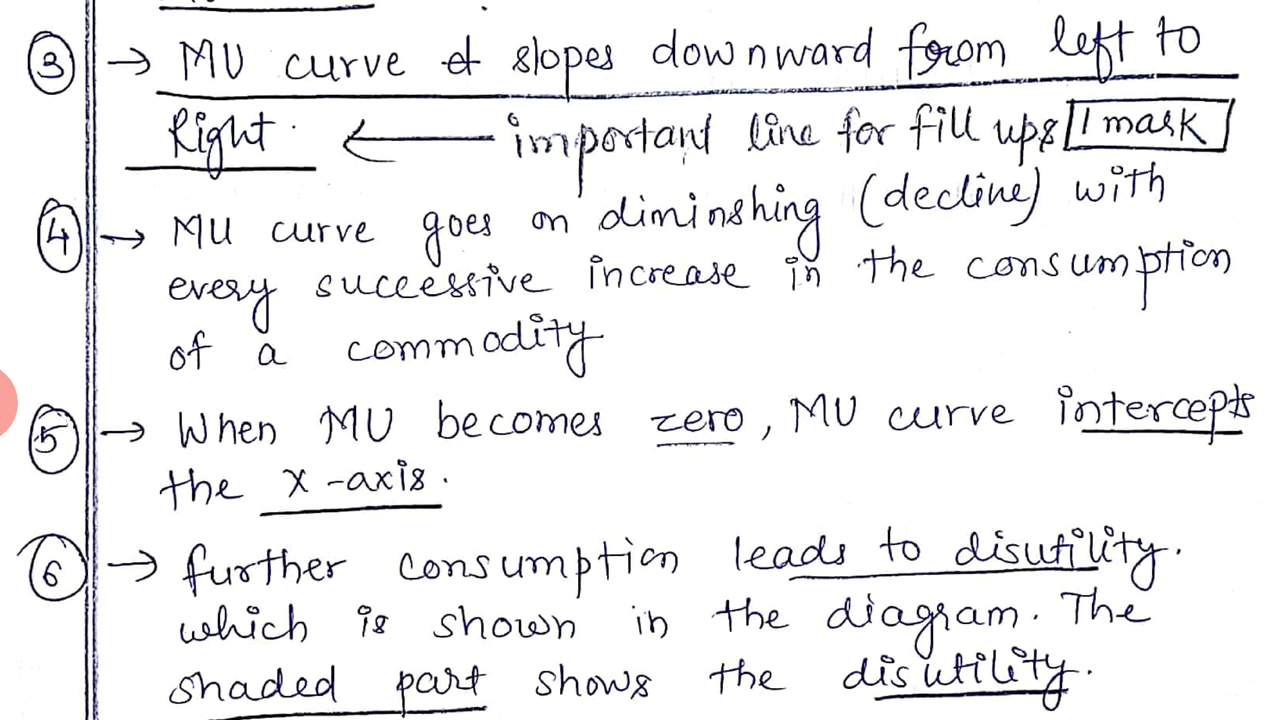 ③ → MU curve slopes downward from left to
Right. ← important line for fill ups 1 mask
④ → MU curve goes on diminshing (decline) with
every successive increase in the consumption
of a commodity
⑤ → When MU becomes zero, MU curve intercepts
the x-axis.
⑥ → further consumption leads to disutility.
which is shown in the diagram. The
shaded part shows the disutility.